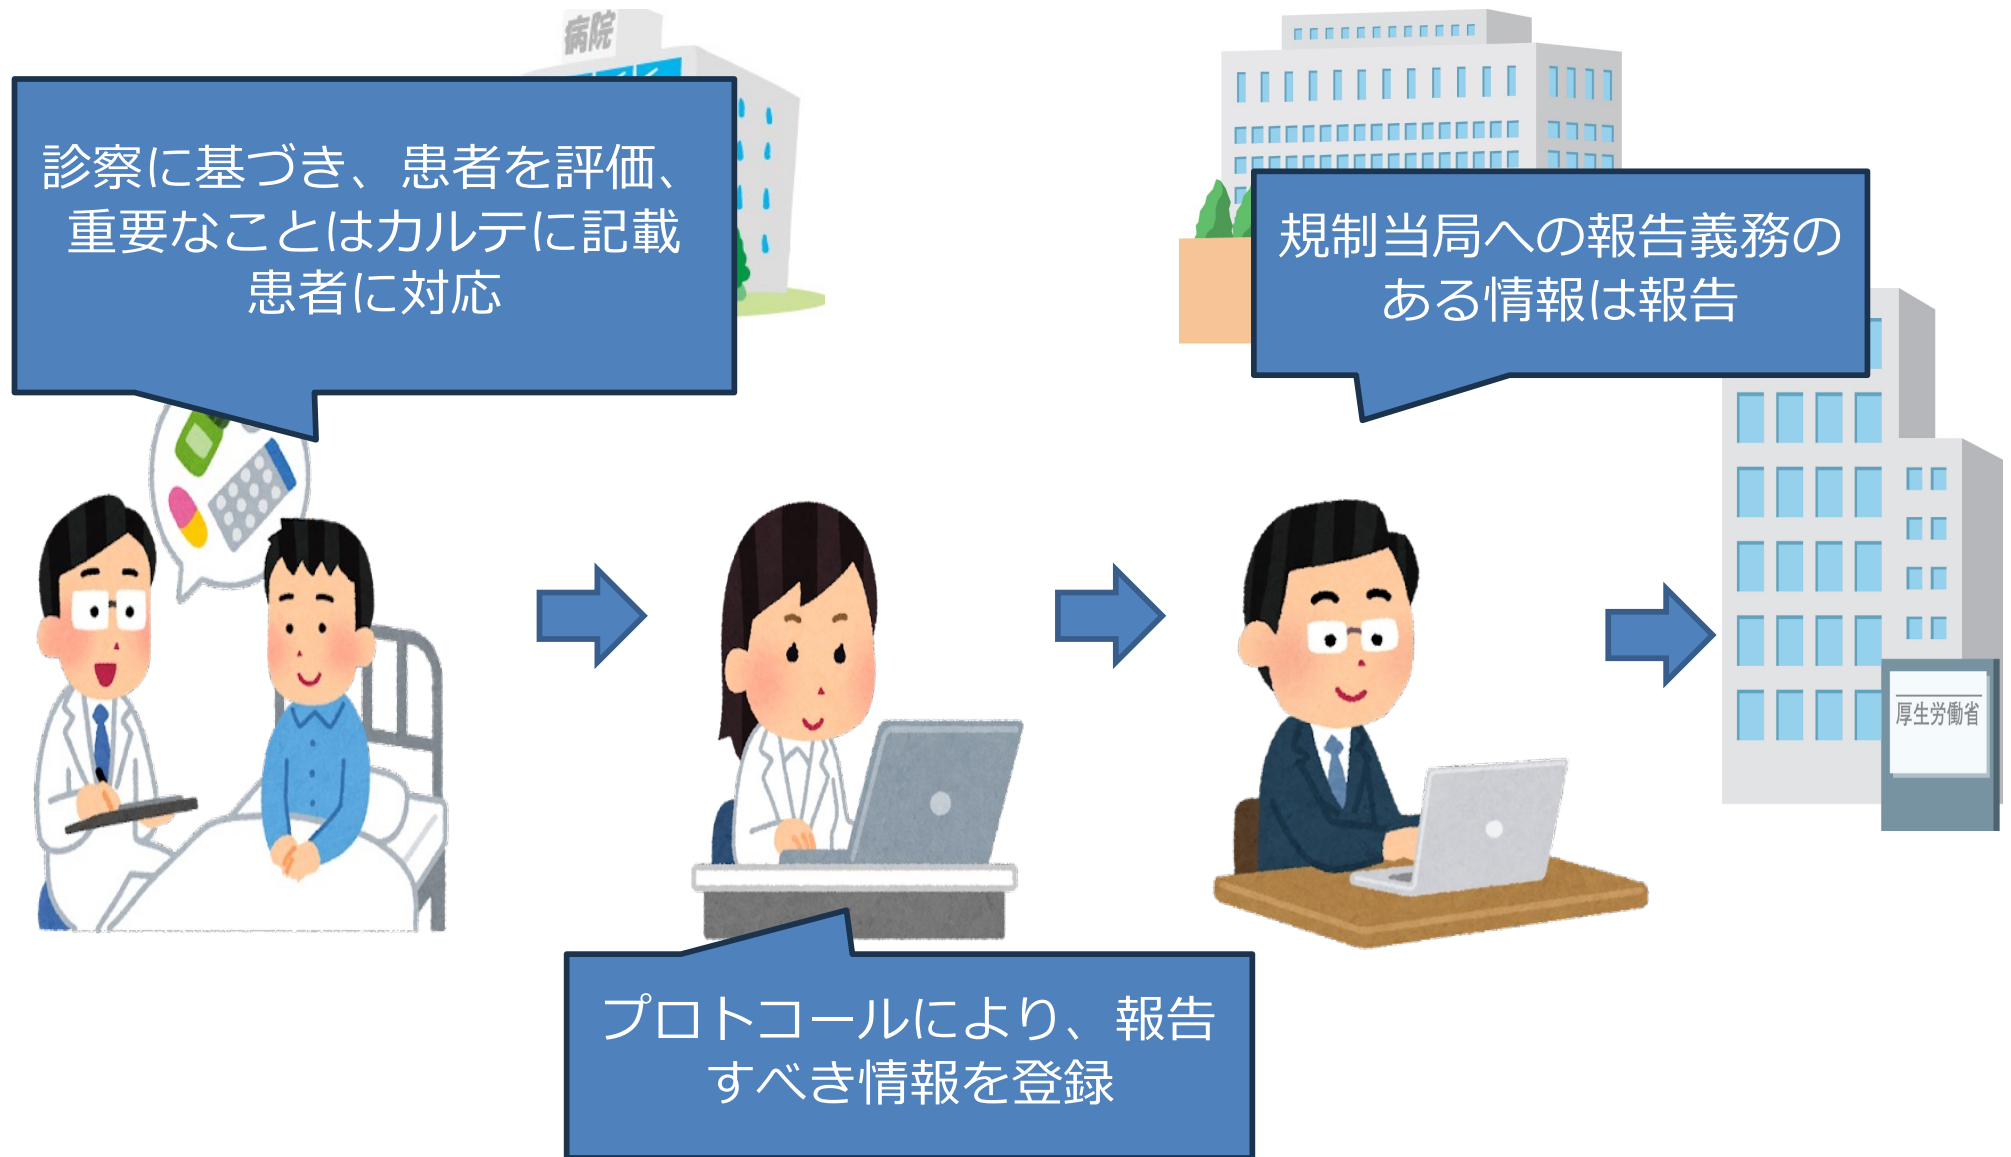 病院
診察に基づき、患者を評価、
重要なことはカルテに記載
患者に対応
規制当局への報告義務の
ある情報は報告
厚生労働省
プロトコールにより、報告
すべき情報を登録